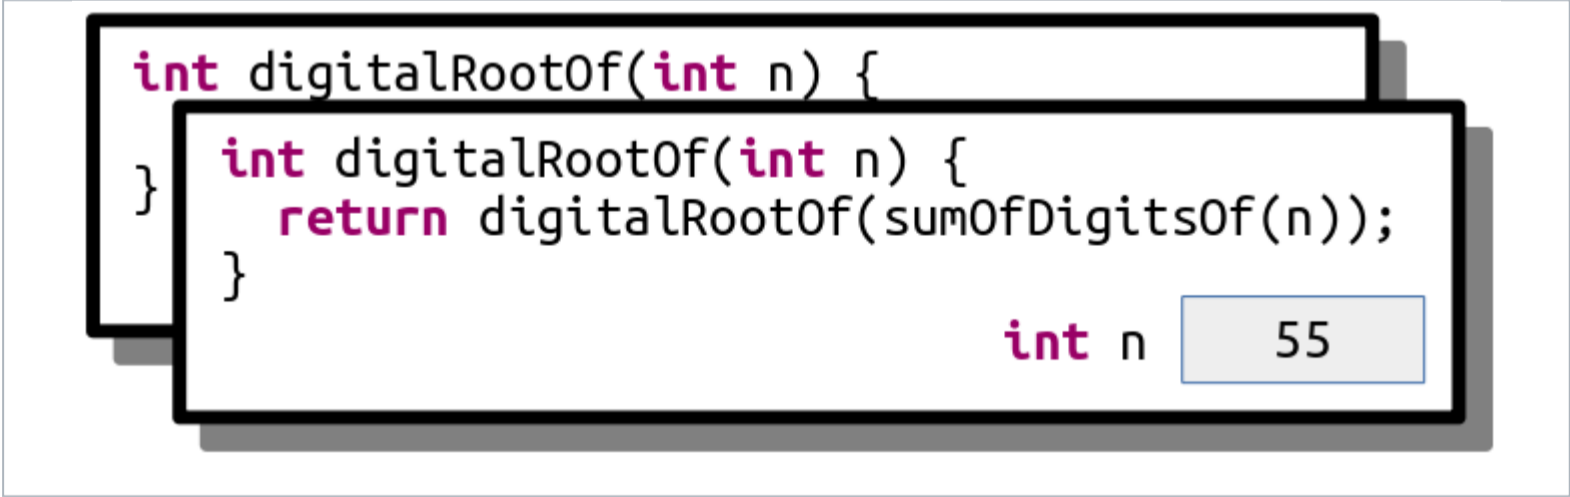 int digitalRootOf(int n) {
}
int digitalRootOf(int n) {
return digitalRootOf(sumOfDigitsOf(n));
}
int n 55